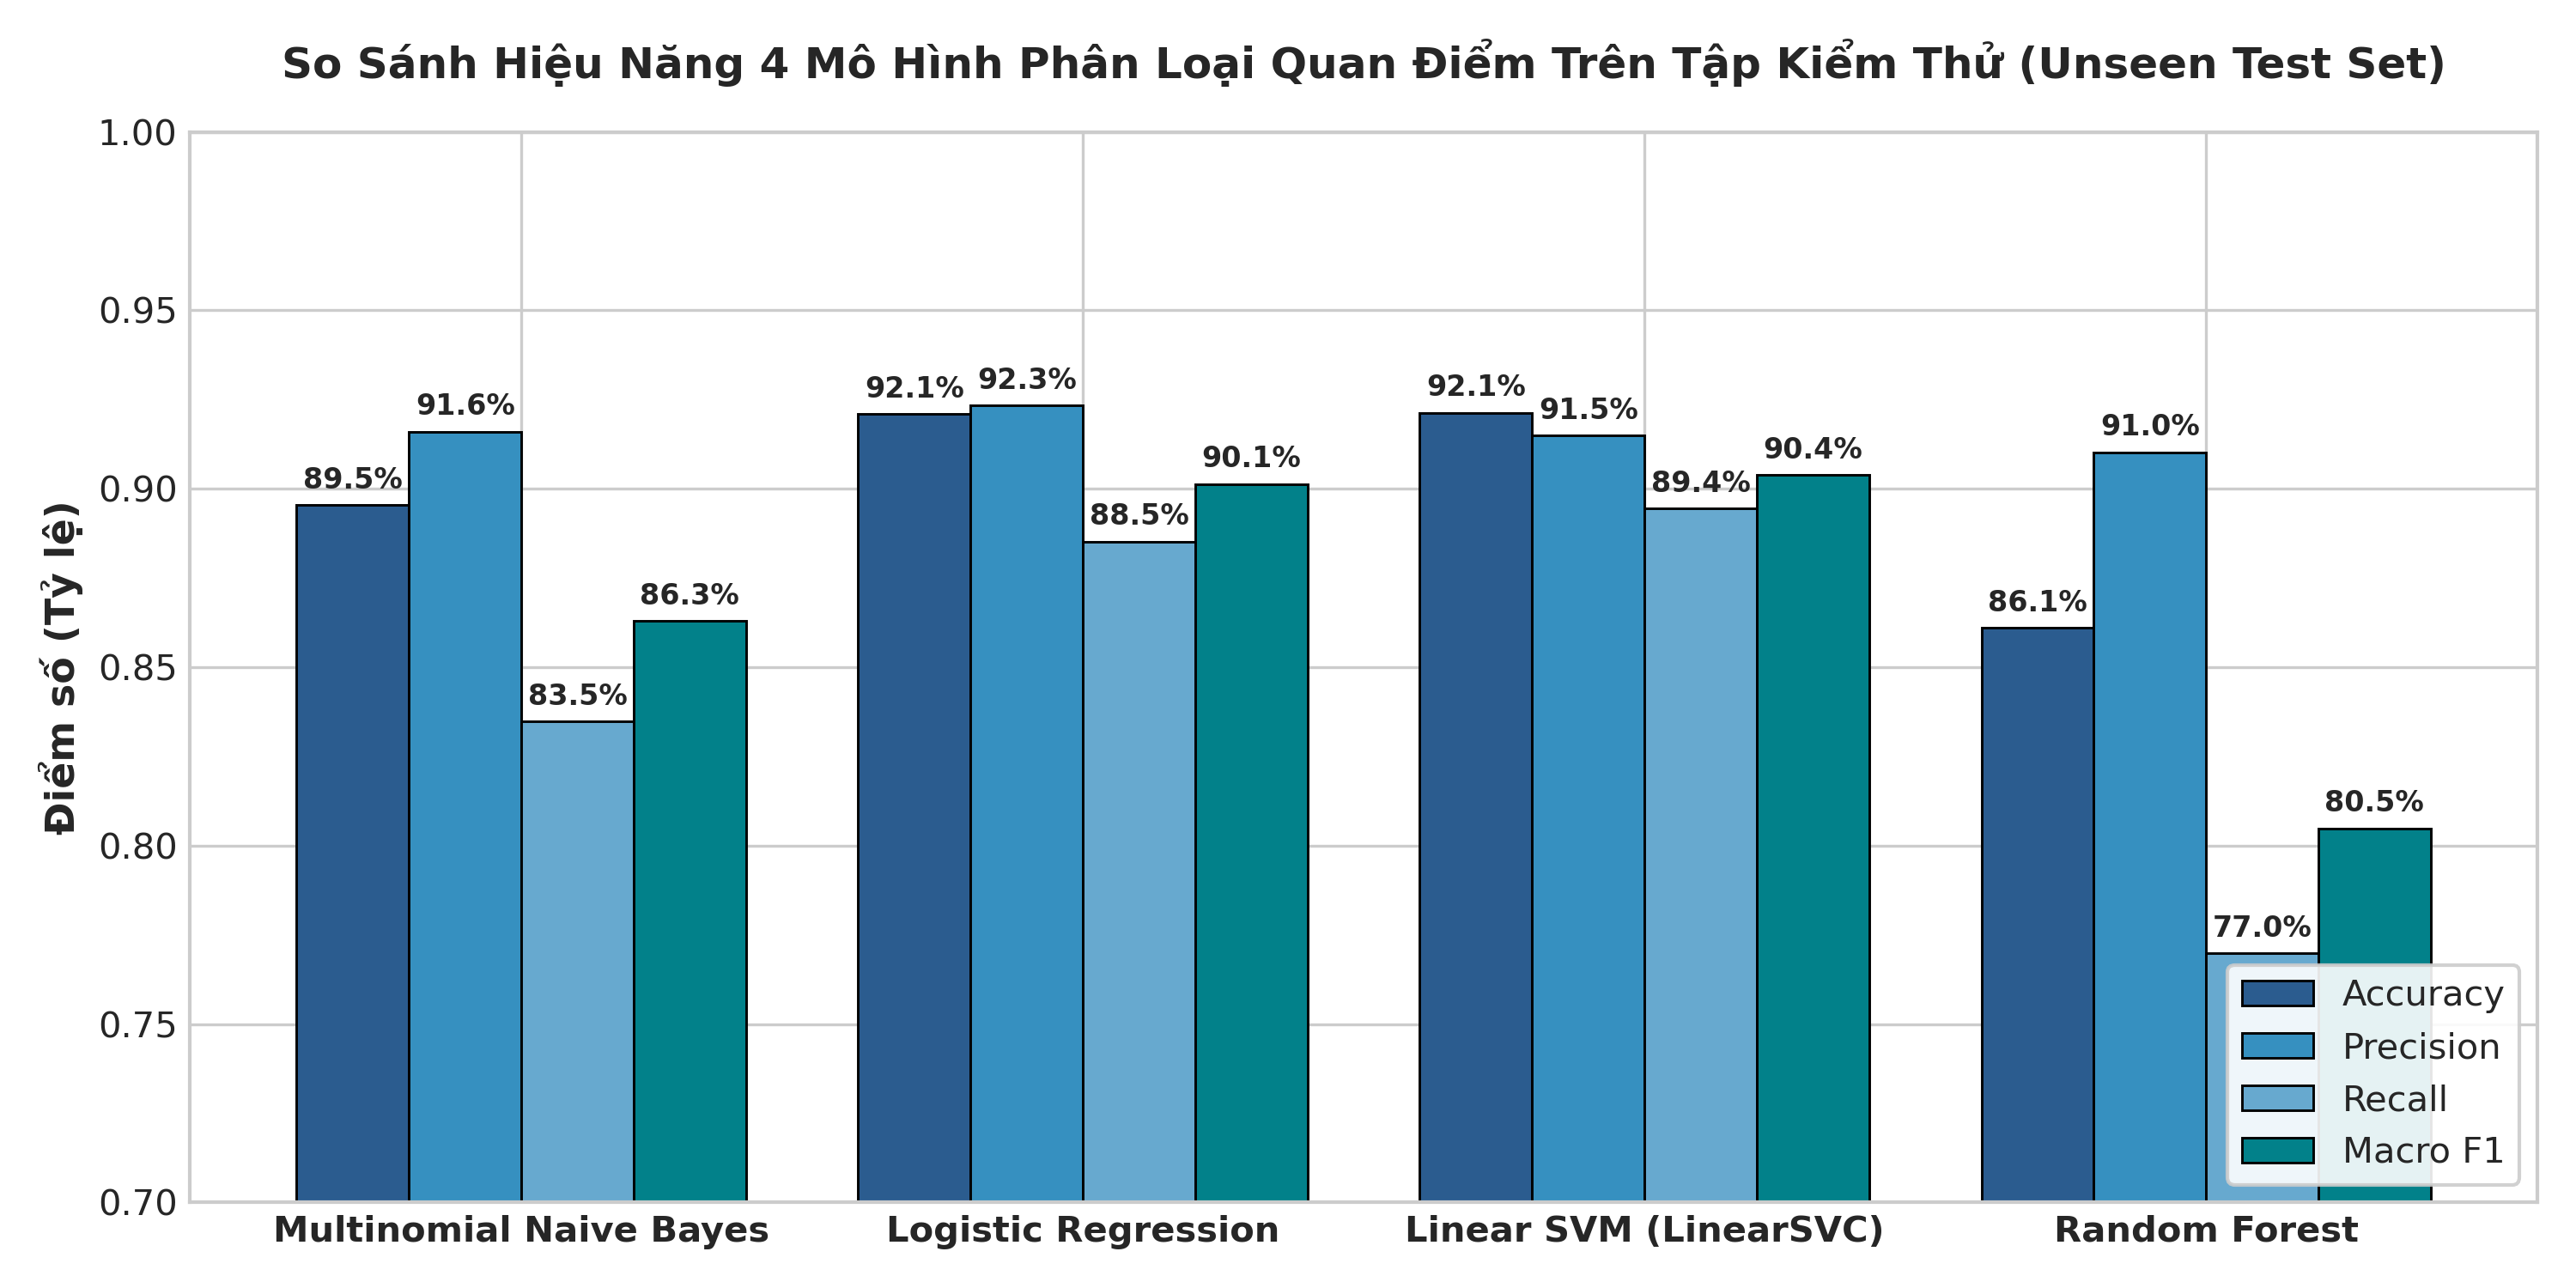 So Sánh Hiệu Năng 4 Mô Hình Phân Loại Quan Điểm Trên Tập Kiểm Thử (Unseen Test Set)
Điểm số (Tỷ lệ)
1.00
0.95
0.90
0.85
0.80
0.75
0.70
89.5%
91.6%
83.5%
86.3%
92.1%
92.3%
88.5%
90.1%
92.1%
91.5%
89.4%
90.4%
86.1%
91.0%
77.0%
80.5%
Multinomial Naive Bayes
Logistic Regression
Linear SVM (LinearSVC)
Random Forest
Accuracy
Precision
Recall
Macro F1